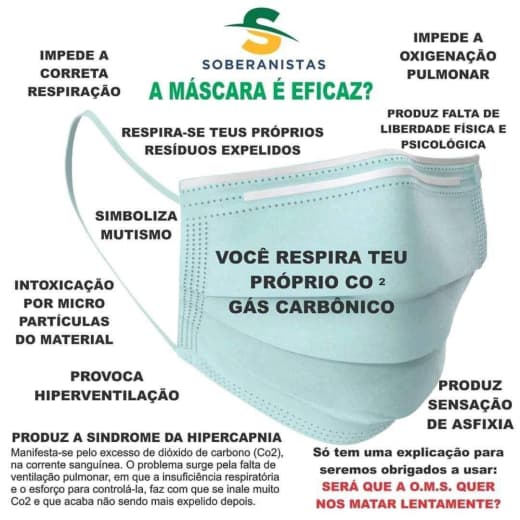 SOBERANISTAS
A MÁSCARA É EFICAZ?
IMPEDE A
CORRETA
RESPIRAÇÃO
IMPEDE A
OXIGENAÇÃO
PULMONAR
RESPIRA-SE TEUS PRÓPRIOS
RESÍDUOS EXPELIDOS
PRODUZ FALTA DE
LIBERDADE FÍSICA E
PSICOLÓGICA
SIMBOLIZA
MUTISMO
VOCÊ RESPIRA TEU
PRÓPRIO CO ²
GÁS CARBÔNICO
INTOXICAÇÃO
POR MICRO
PARTÍCULAS
DO MATERIAL
PROVOCA
HIPERVENTILAÇÃO
PRODUZ
SENSAÇÃO
DE ASFIXIA
PRODUZ A SINDROME DA HIPERCAPNIA
Manifesta-se pelo excesso de dióxido de carbono (Co2),
na corrente sanguínea. O problema surge pela falta de
ventilação pulmonar, em que a insuficiência respiratória
e o esforço para controlá-la, faz com que se inale muito
Co2 e que acaba não sendo mais expelido depois.
Só tem uma explicação para
seremos obrigados a usar:
SERÁ QUE A O.M.S. QUER
NOS MATAR LENTAMENTE?